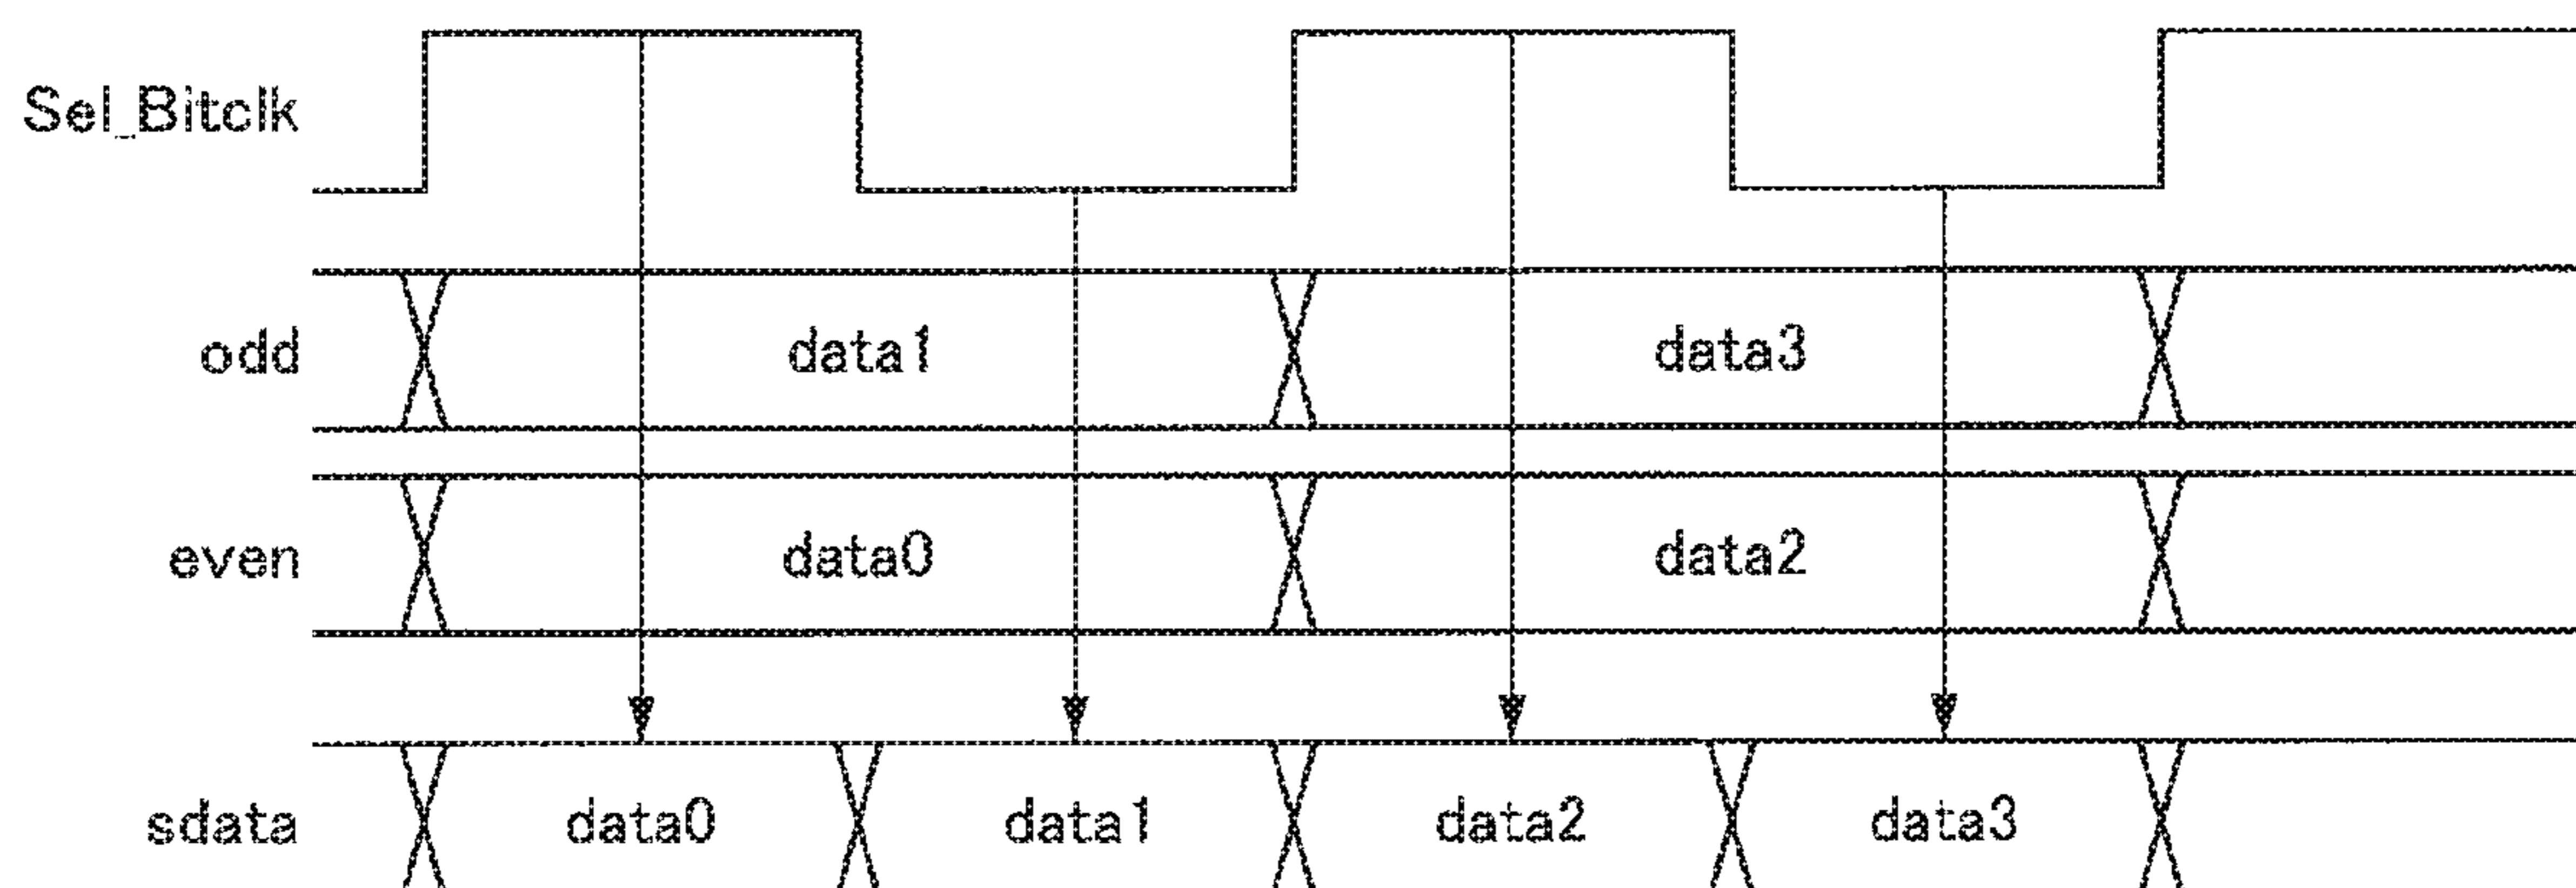 Sel_Bitclk
odd data1 data3
even data0 data2
sdata data0 data1 data2 data3